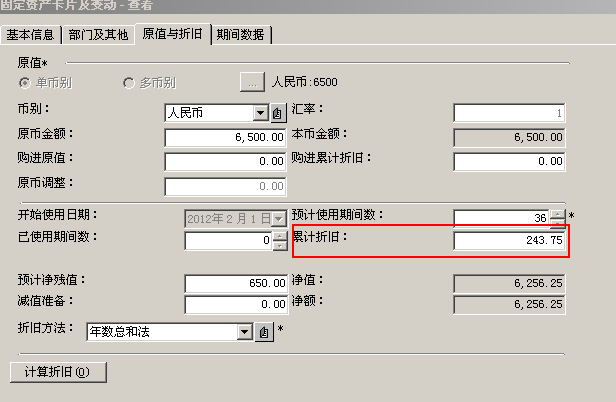 固定资产卡片及变动 - 查看
基本信息 部门及其他 原值与折旧 期间数据
原值*
单币别 多币别 ... 人民币:6500
币别: 人民币 汇率: 1
原币金额: 6,500.00 本币金额: 6,500.00
购进原值: 0.00 购进累计折旧: 0.00
原币调整: 0.00
开始使用日期: 2012年 2 月 1 日 预计使用期间数: 36 *
已使用期间数: 0 累计折旧: 243.75
预计净残值: 650.00 净值: 6,256.25
减值准备: 0.00 净额: 6,256.25
折旧方法: 年数总和法 *
计算折旧(O)